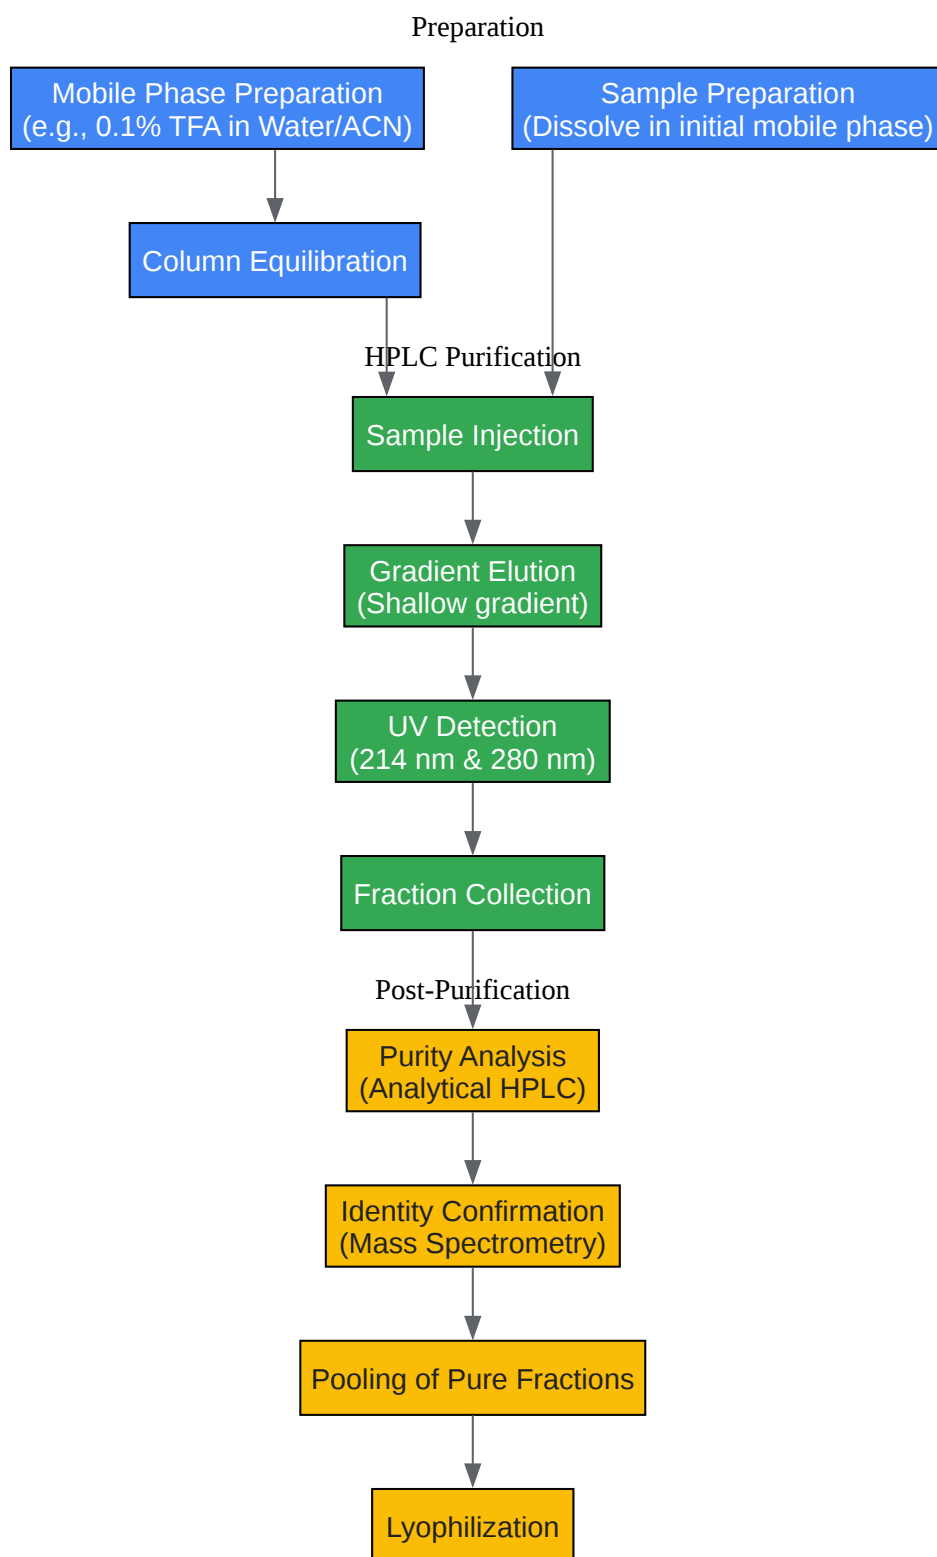 Preparation
Mobile Phase Preparation
(e.g., 0.1% TFA in Water/ACN)
Sample Preparation
(Dissolve in initial mobile phase)
Column Equilibration
HPLC Purification
Sample Injection
Gradient Elution
(Shallow gradient)
UV Detection
(214 nm & 280 nm)
Fraction Collection
Post-Purification
Purity Analysis
(Analytical HPLC)
Identity Confirmation
(Mass Spectrometry)
Pooling of Pure Fractions
Lyophilization